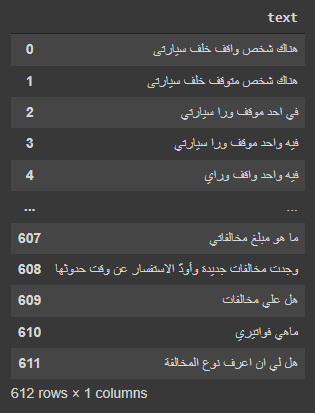 text
0 هناك شخص واقف خلف سيارتى
1 هناك شخص متوقف خلف سيارتى
2 في احد موقف ورا سيارتي
3 فيه واحد موقف ورا سيارتي
4 فيه واحد واقف وراي
... ...
607 ما هو مبلغ مخالفاتي
608 وجدت مخالفات جديدة وأودّ الاستفسار عن وقت حدوثها
609 هل علي مخالفات
610 ماهي فواتيري
611 هل لي ان اعرف نوع المخالفة
612 rows × 1 columns